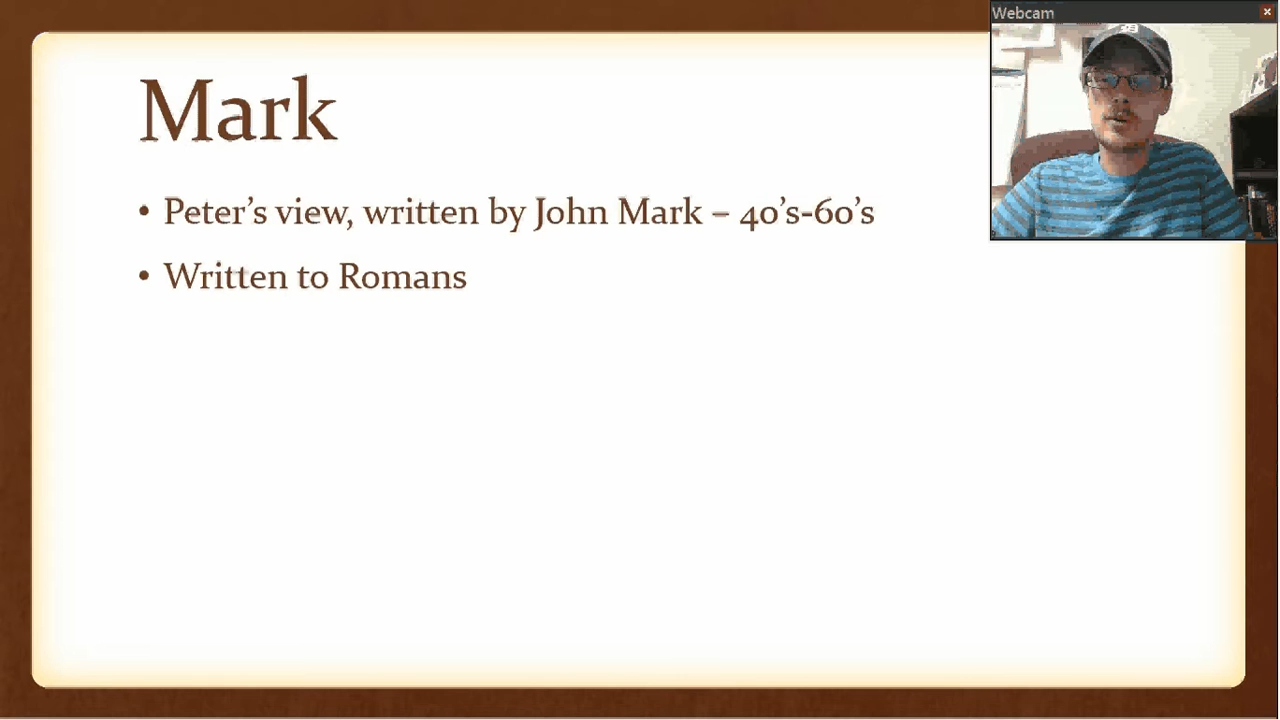 Webcam
Mark
• Peter’s view, written by John Mark – 40’s-60’s
• Written to Romans